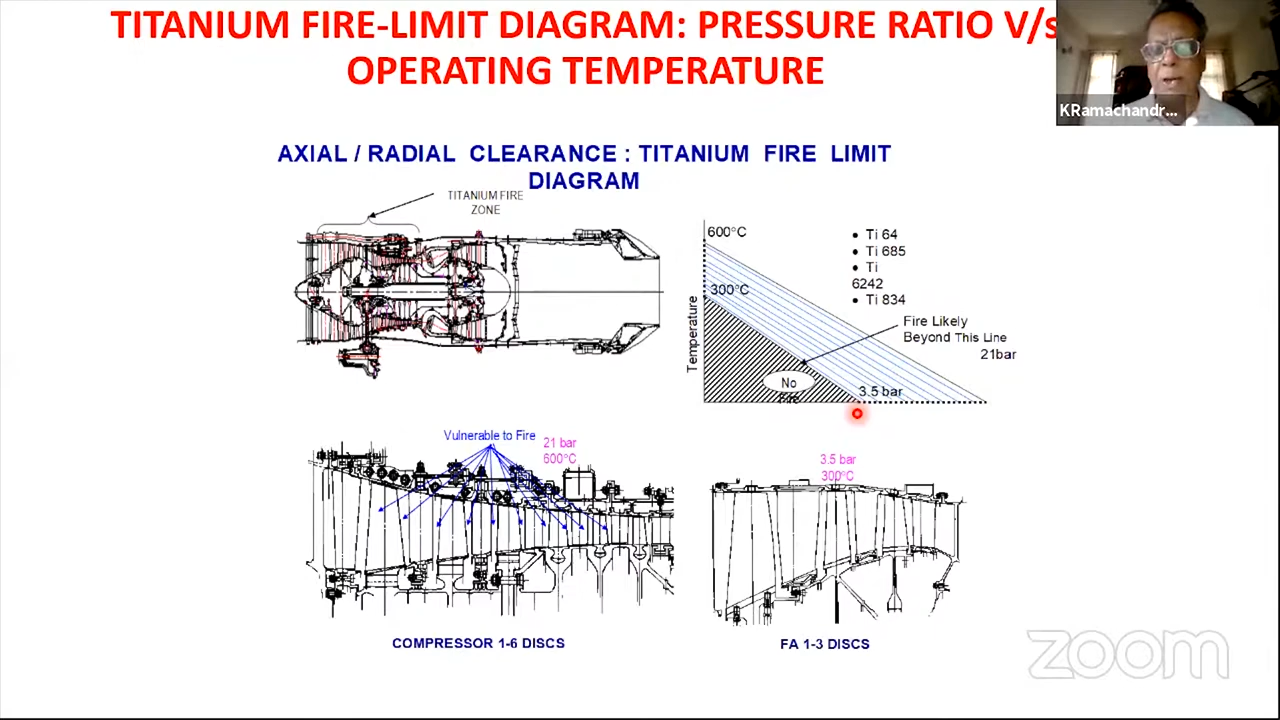 TITANIUM FIRE-LIMIT DIAGRAM: PRESSURE RATIO V/s
OPERATING TEMPERATURE
KRamachandr...
AXIAL / RADIAL CLEARANCE : TITANIUM FIRE LIMIT
DIAGRAM
TITANIUM FIRE
ZONE
600°C
300°C
Temperature
• Ti 64
• Ti 685
• Ti
6242
• Ti 834
Fire Likely
Beyond This Line
21bar
No
Fire
3.5 bar
Vulnerable to Fire
21 bar
600°C
3.5 bar
300°C
COMPRESSOR 1-6 DISCS
FA 1-3 DISCS
zoom